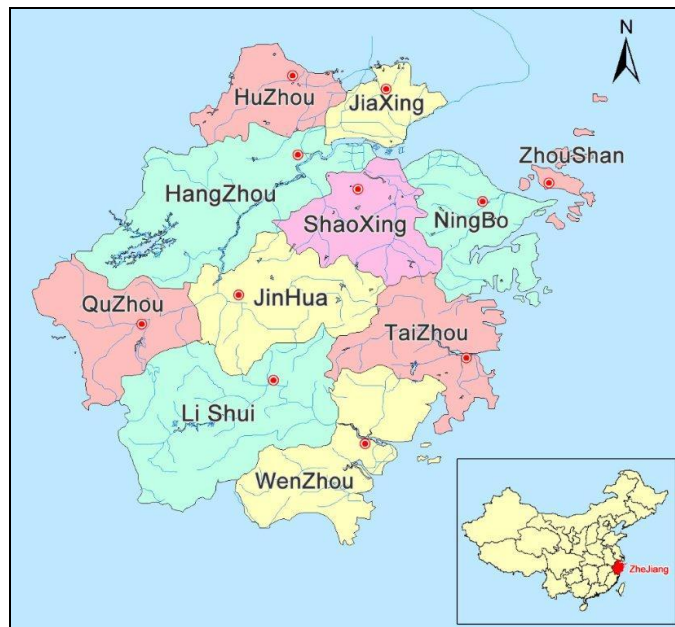 N
HuZhou
JiaXing
ZhouShan
HangZhou
ShaoXing
NingBo
QuZhou
JinHua
TaiZhou
Li Shui
WenZhou
ZheJiang